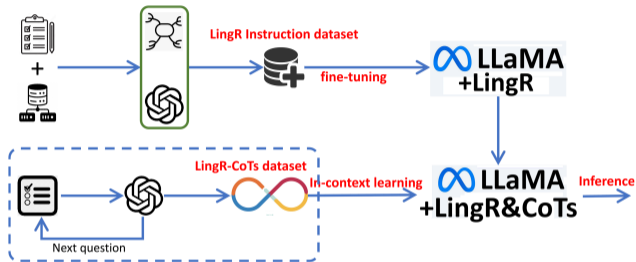 LingR Instruction dataset
+
fine-tuning
LLaMA
+LingR
LingR-CoTs dataset
In-context learning
LLaMA
+LingR&CoTs
Inference
Next question